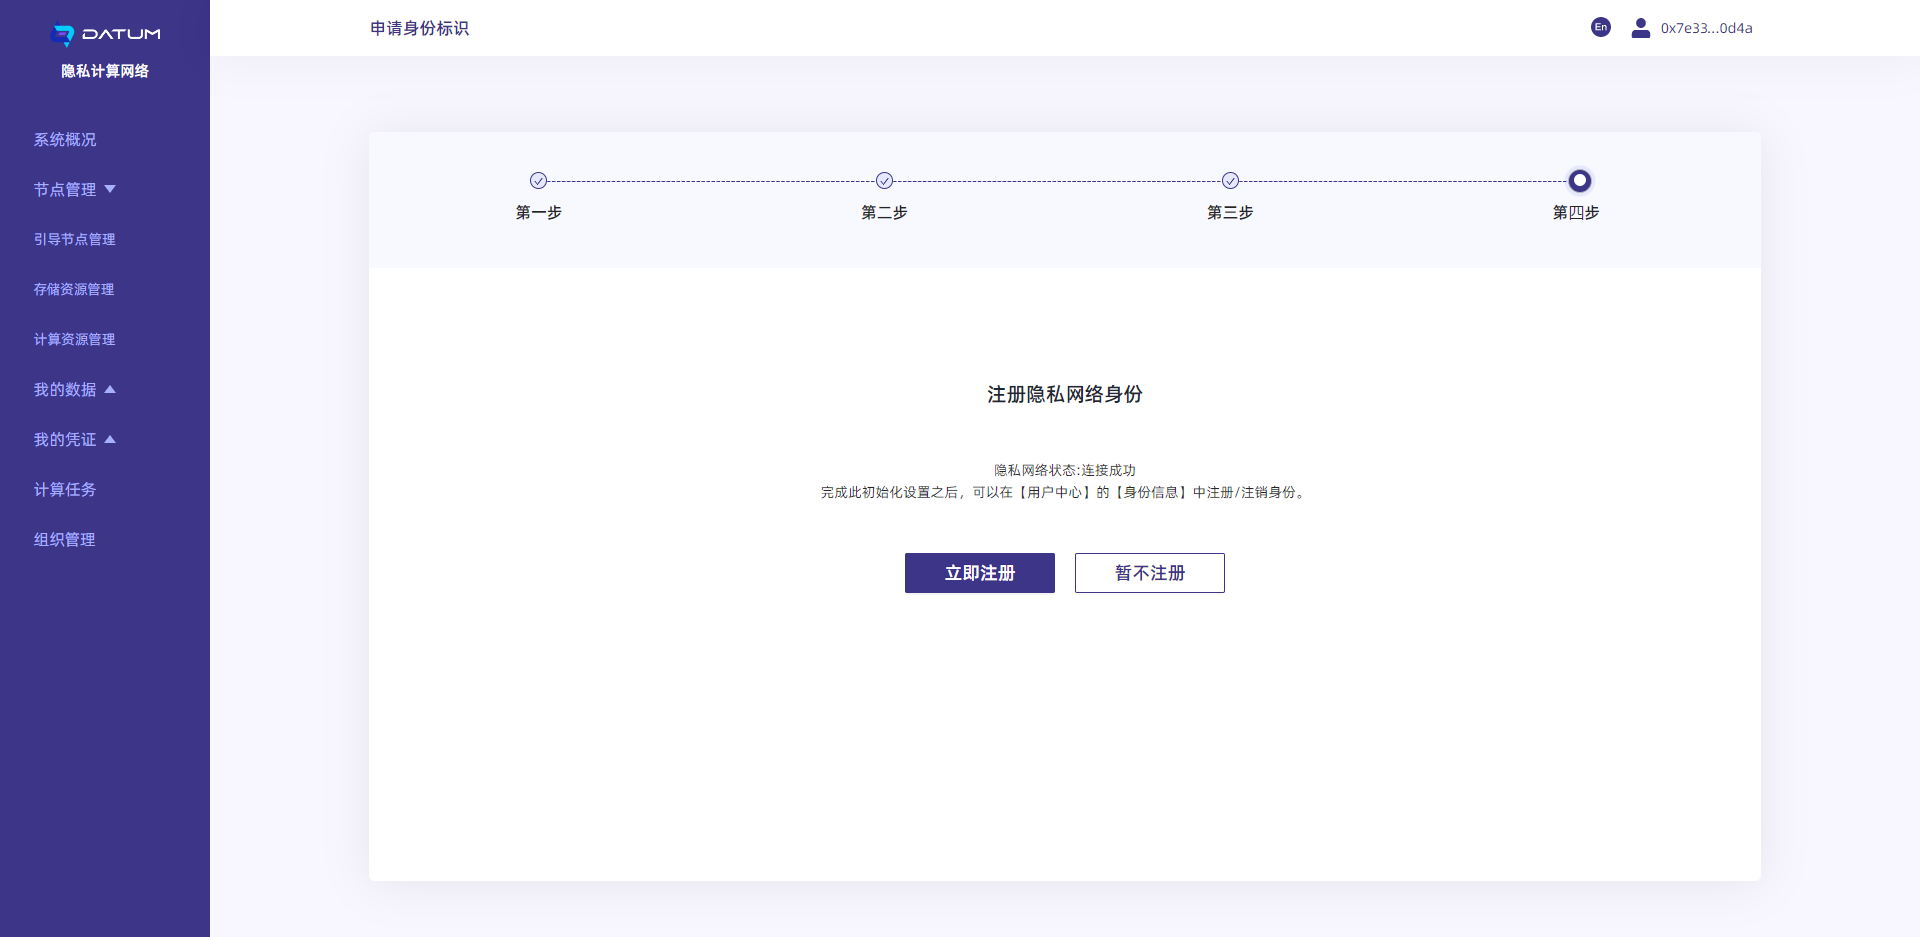 DATUM
隐私计算网络
系统概况
节点管理
引导节点管理
存储资源管理
计算资源管理
我的数据
我的凭证
计算任务
组织管理
申请身份标识
En
0x7e33...0d4a
第一步
第二步
第三步
第四步
注册隐私网络身份
隐私网络状态:连接成功
完成此初始化设置之后，可以在【用户中心】的【身份信息】中注册/注销身份。
立即注册
暂不注册